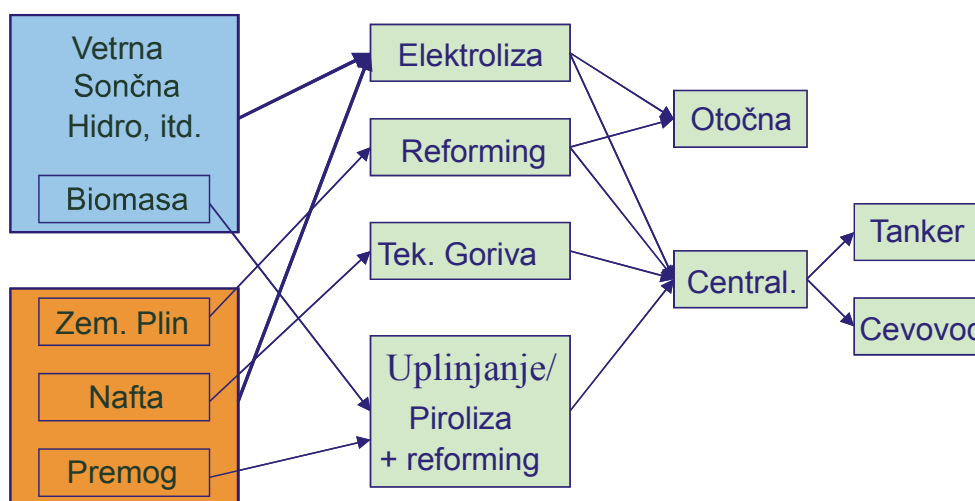 Vetrna
Sončna
Hidro, itd.
Biomasa
Zem. Plin
Nafta
Premog
Elektroliza
Reforming
Tek. Goriva
Uplinjanje/
Piroliza
+ reforming
Otočna
Central.
Tanker
Cevovod